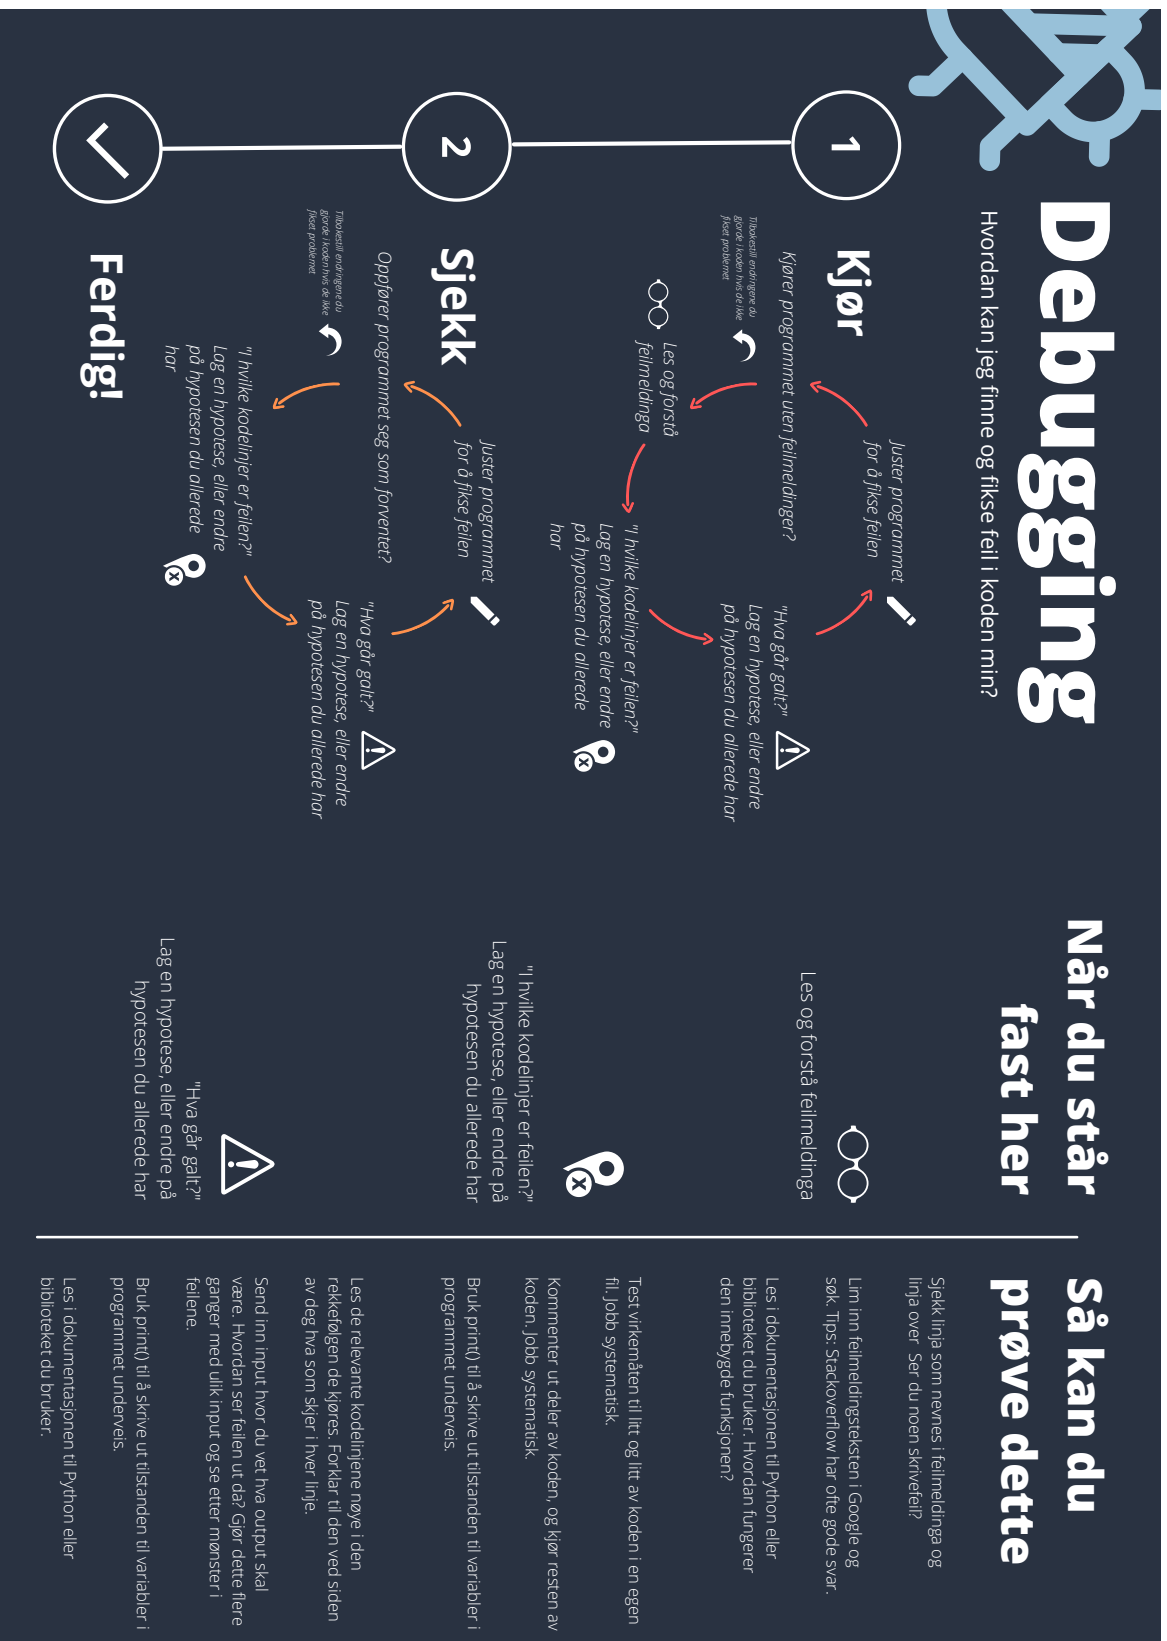 Debugging
Hvordan kan jeg finne og fikse feil i koden min?
1
Kjør
Juster programmet
for å fikse feilen
Kjører programmet uten feilmeldinger?
Tilbakestill endringene du
gjorde i koden hvis de ikke
fikset problemet
"Hva går galt?"
Lag en hypotese, eller endre
på hypotesen du allerede har
Les og forstå
feilmeldinga
"I hvilke kodelinjer er feilen?"
Lag en hypotese, eller endre
på hypotesen du allerede
har
x
2
Sjekk
Juster programmet
for å fikse feilen
Oppfører programmet seg som forventet?
Tilbakestill endringene du
gjorde i koden hvis de ikke
fikset problemet
"Hva går galt?"
Lag en hypotese, eller endre
på hypotesen du allerede har
"I hvilke kodelinjer er feilen?"
Lag en hypotese, eller endre
på hypotesen du allerede
har
x
Ferdig!
Når du står
fast her
Les og forstå feilmeldinga
x
"I hvilke kodelinjer er feilen?"
Lag en hypotese, eller endre på
hypotesen du allerede har
"Hva går galt?"
Lag en hypotese, eller endre på
hypotesen du allerede har
Så kan du
prøve dette
Sjekk linja som nevnes i feilmeldinga og
linja over Ser du noen skrivefeil?
Lim inn feilmeldingsteksten i Google og
søk. Tips: Stackoverflow har ofte gode svar.
Les i dokumentasjonen til Python eller
biblioteket du bruker. Hvordan fungerer
den innebygde funksjonen?
Test virkemåten til litt og litt av koden i en egen
fil. Jobb systematisk.
Kommenter ut deler av koden, og kjør resten av
koden. Jobb systematisk.
Bruk print() til å skrive ut tilstanden til variabler i
programmet underveis.
Les de relevante kodelinjene nøye i den
rekkefølgen de kjøres. Forklar til den ved siden
av deg hva som skjer i hver linje.
Send inn input hvor du vet hva output skal
være. Hvordan ser feilen ut da? Gjør dette flere
ganger med ulik input og se etter mønster i
feilene.
Bruk print() til å skrive ut tilstanden til variabler i
programmet underveis.
Les i dokumentasjonen til Python eller
biblioteket du bruker.